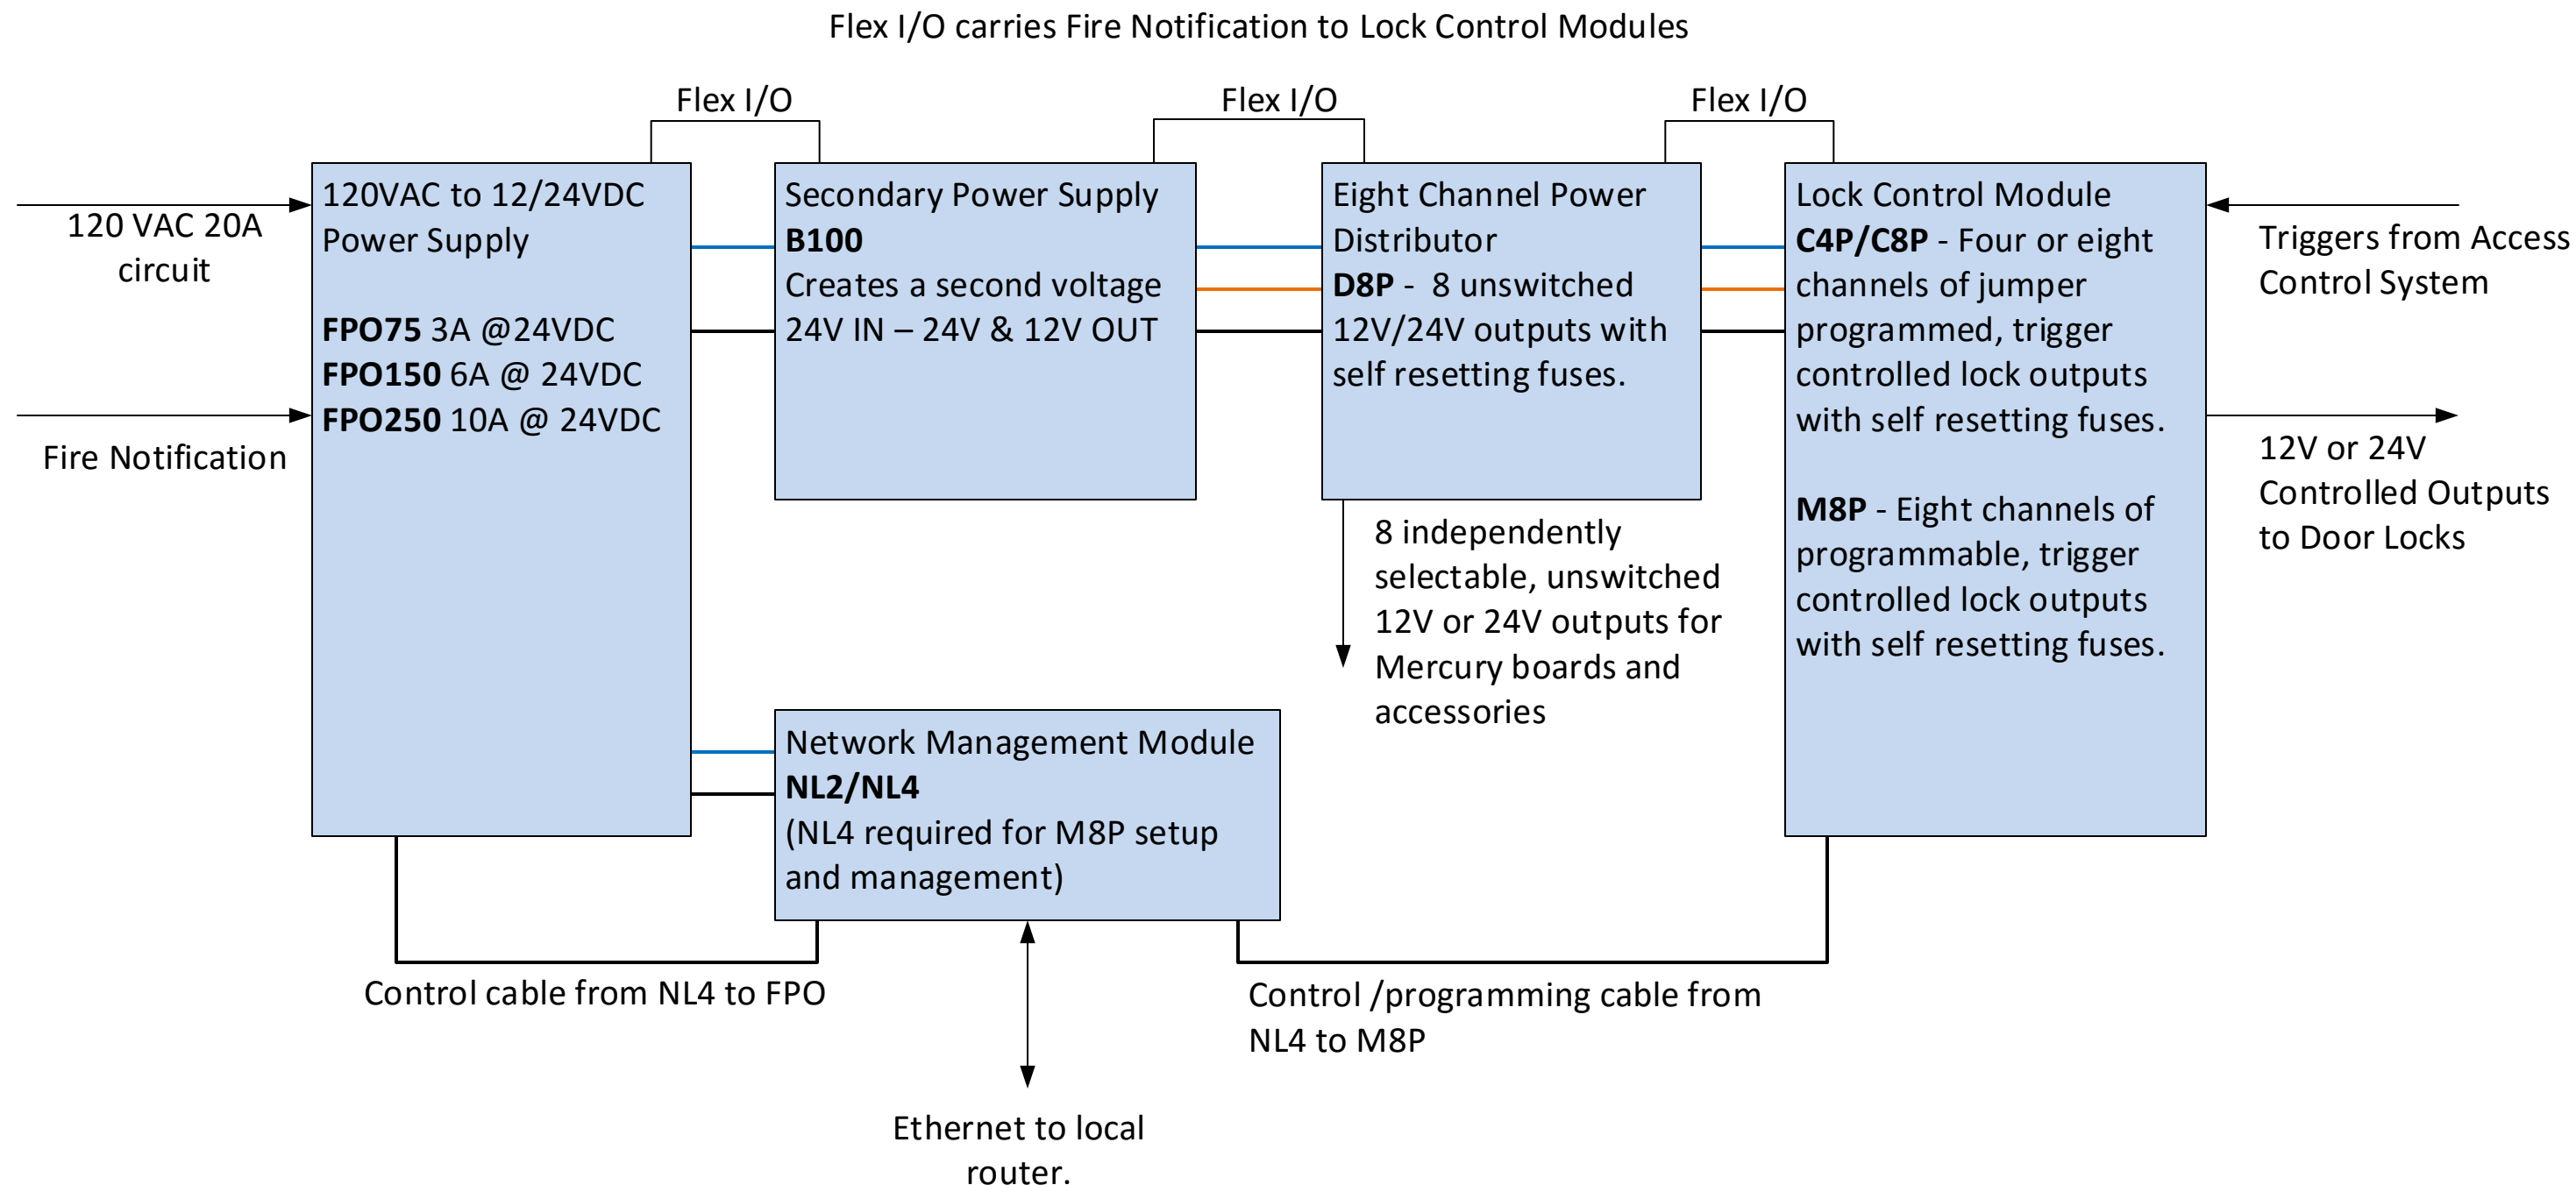 Flex I/O carries Fire Notification to Lock Control Modules
Flex I/O
Flex I/O
Flex I/O
120 VAC 20A
circuit
Fire Notification
120VAC to 12/24VDC
Power Supply
FPO75 3A @24VDC
FPO150 6A @ 24VDC
FPO250 10A @ 24VDC
Secondary Power Supply
B100
Creates a second voltage
24V IN – 24V & 12V OUT
Eight Channel Power
Distributor
D8P -  8 unswitched
12V/24V outputs with
self resetting fuses.
Lock Control Module
C4P/C8P - Four or eight
channels of jumper
programmed, trigger
controlled lock outputs
with self resetting fuses.
M8P - Eight channels of
programmable, trigger
controlled lock outputs
with self resetting fuses.
Triggers from Access
Control System
12V or 24V
Controlled Outputs
to Door Locks
8 independently
selectable, unswitched
12V or 24V outputs for
Mercury boards and
accessories
Network Management Module
NL2/NL4
(NL4 required for M8P setup
and management)
Control cable from NL4 to FPO
Control /programming cable from
NL4 to M8P
Ethernet to local
router.